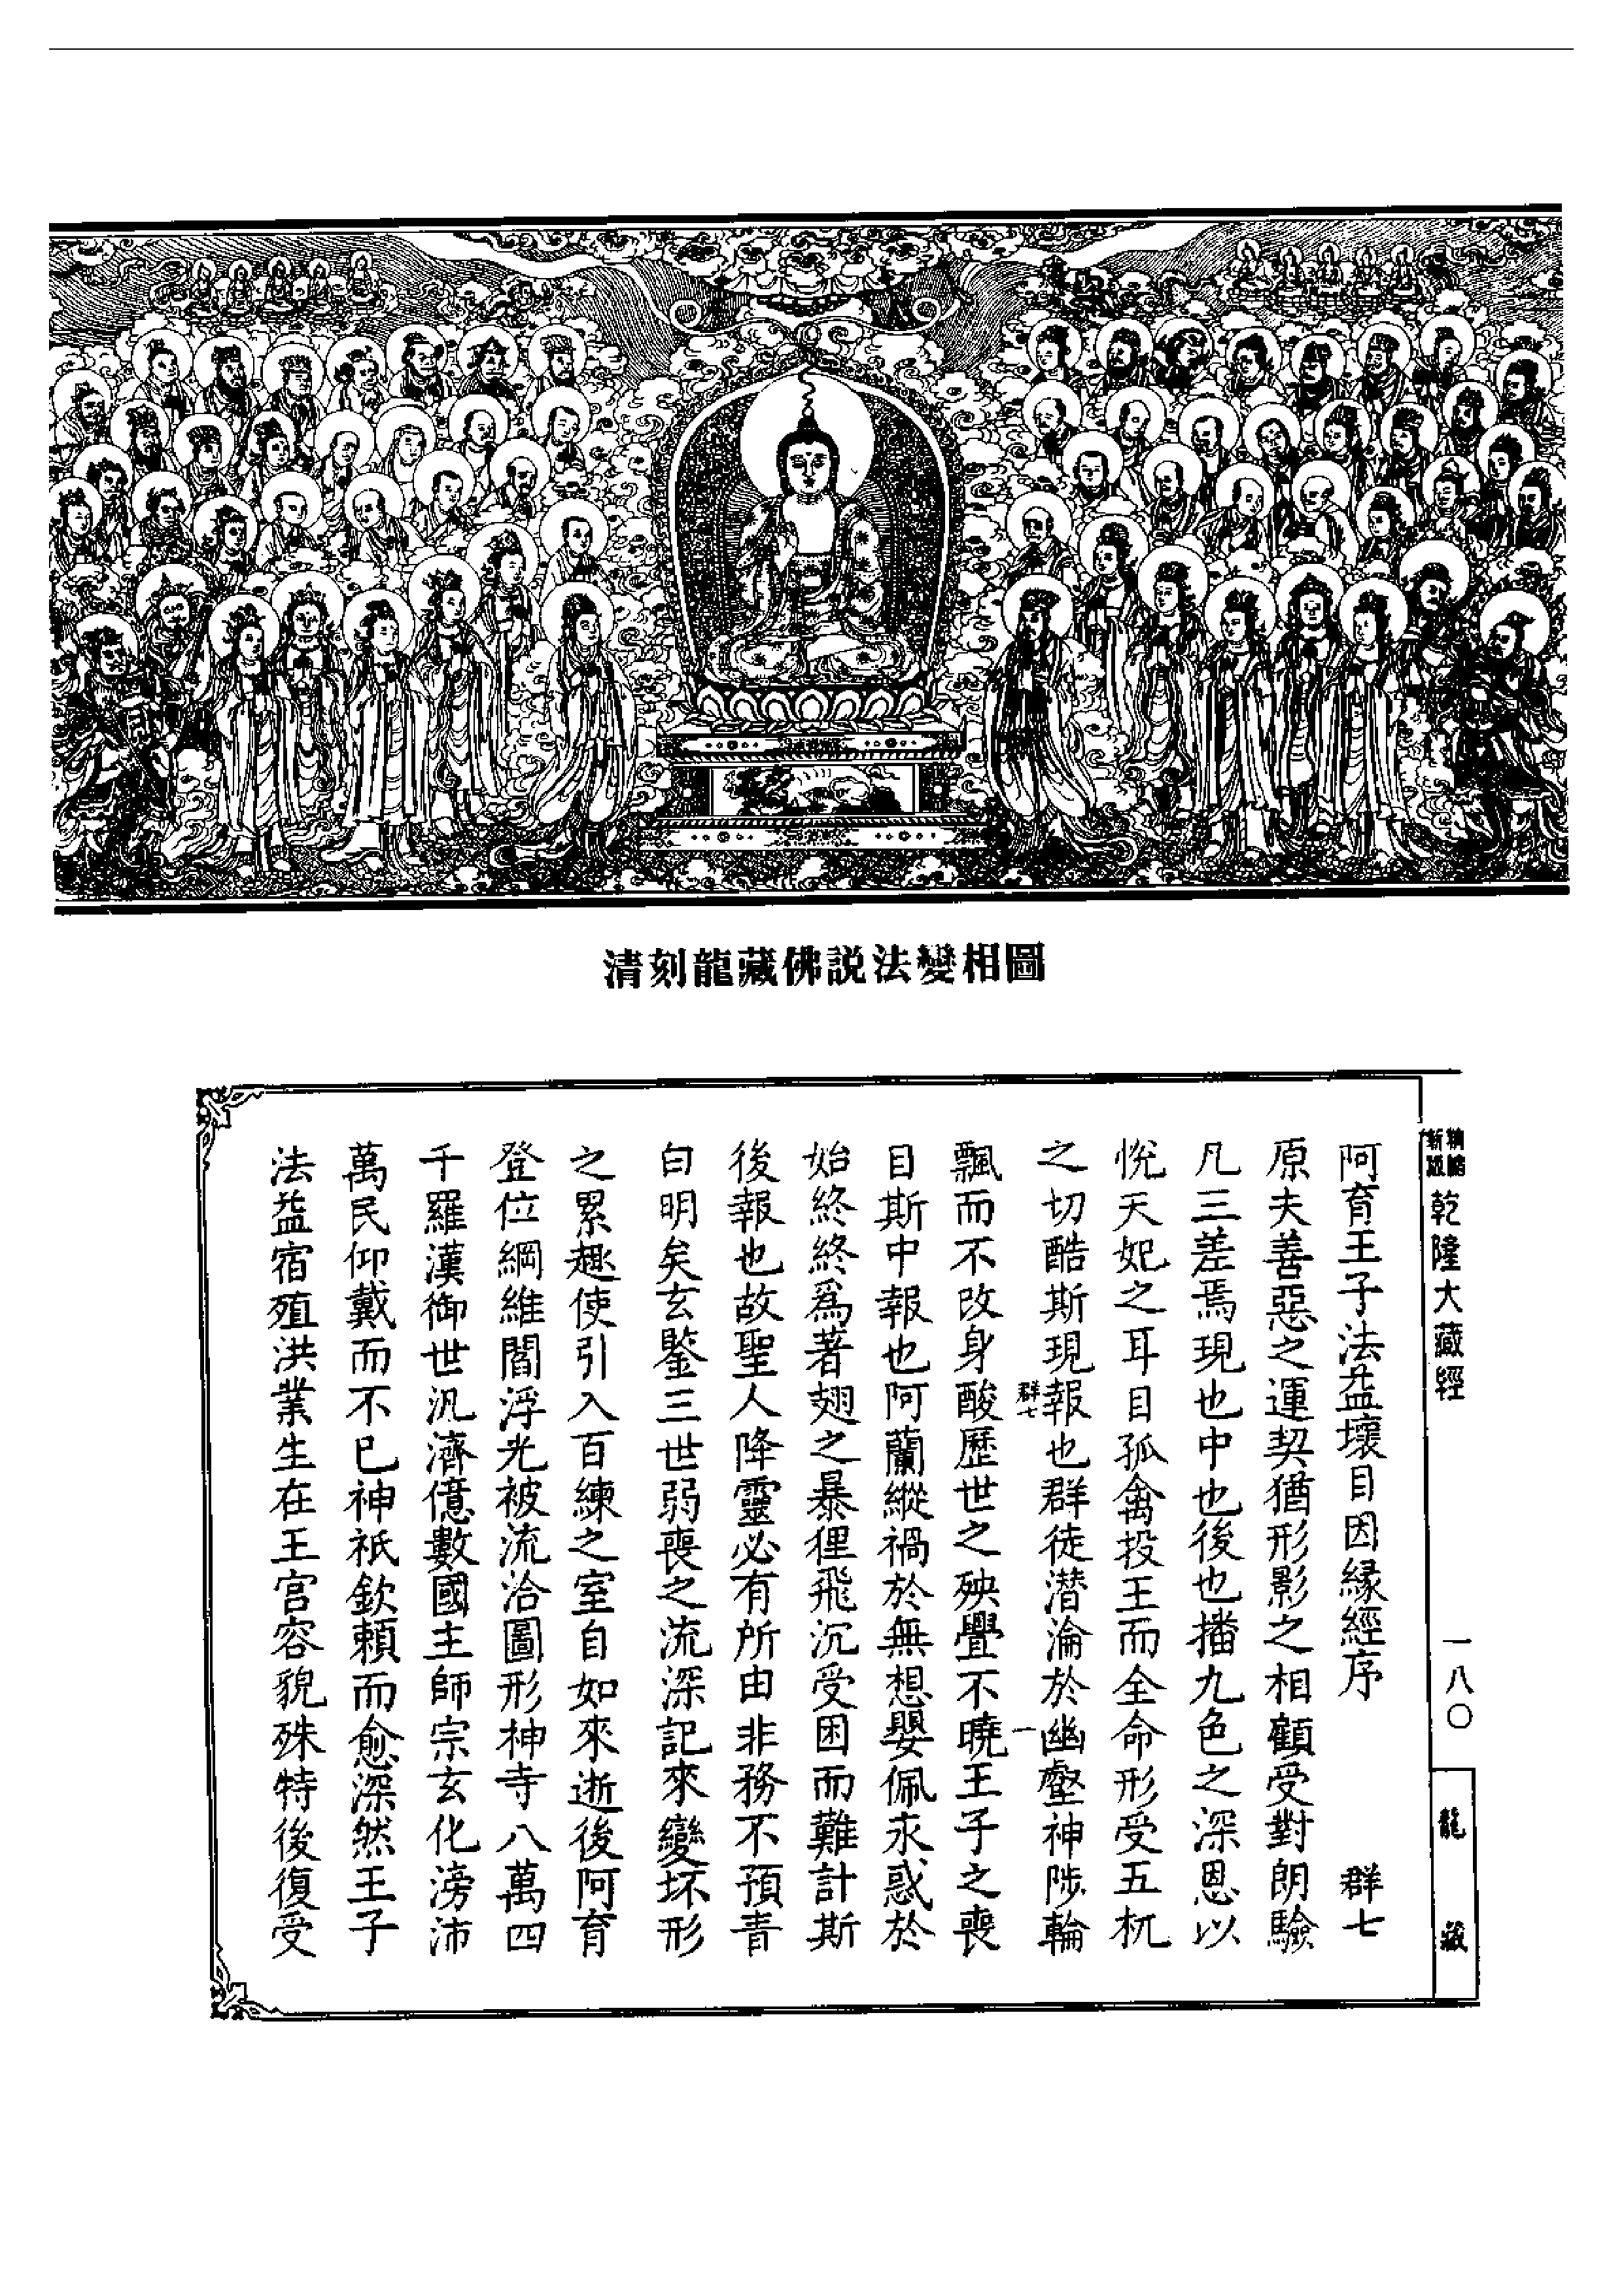 清刻龍藏佛説法變相圖
精縮
新裝
乾隆大藏經
一八〇
龍藏
阿育王子法益壞目因緣經序 群七
原夫善惡之運契猶形影之相顧受對朗驗
凡三差焉現也中也後也播九色之深恩以
悅天妃之耳目孤禽投王而全命形受五杌
之切酷斯現報也群徒潛淪於幽壑神陟輪
群七
一
飄而不改身酸歷世之殃舋不曉王子之喪
目斯中報也阿蘭縱禍於無想嬰佩永惑於
始終終爲著翅之暴狸飛沉受困而難計斯
後報也故聖人降靈必有所由非務不預青
白明矣玄鑒三世弱喪之流深記來變坏形
之累趣使引入百練之室自如來逝後阿育
登位綱維閻浮光被流洽圖形神寺八萬四
千羅漢御世汎濟億數國主師宗玄化滂沛
萬民仰戴而不已神祇欽賴而愈深然王子
法益宿殖洪業生在王宮容貌殊特後復受